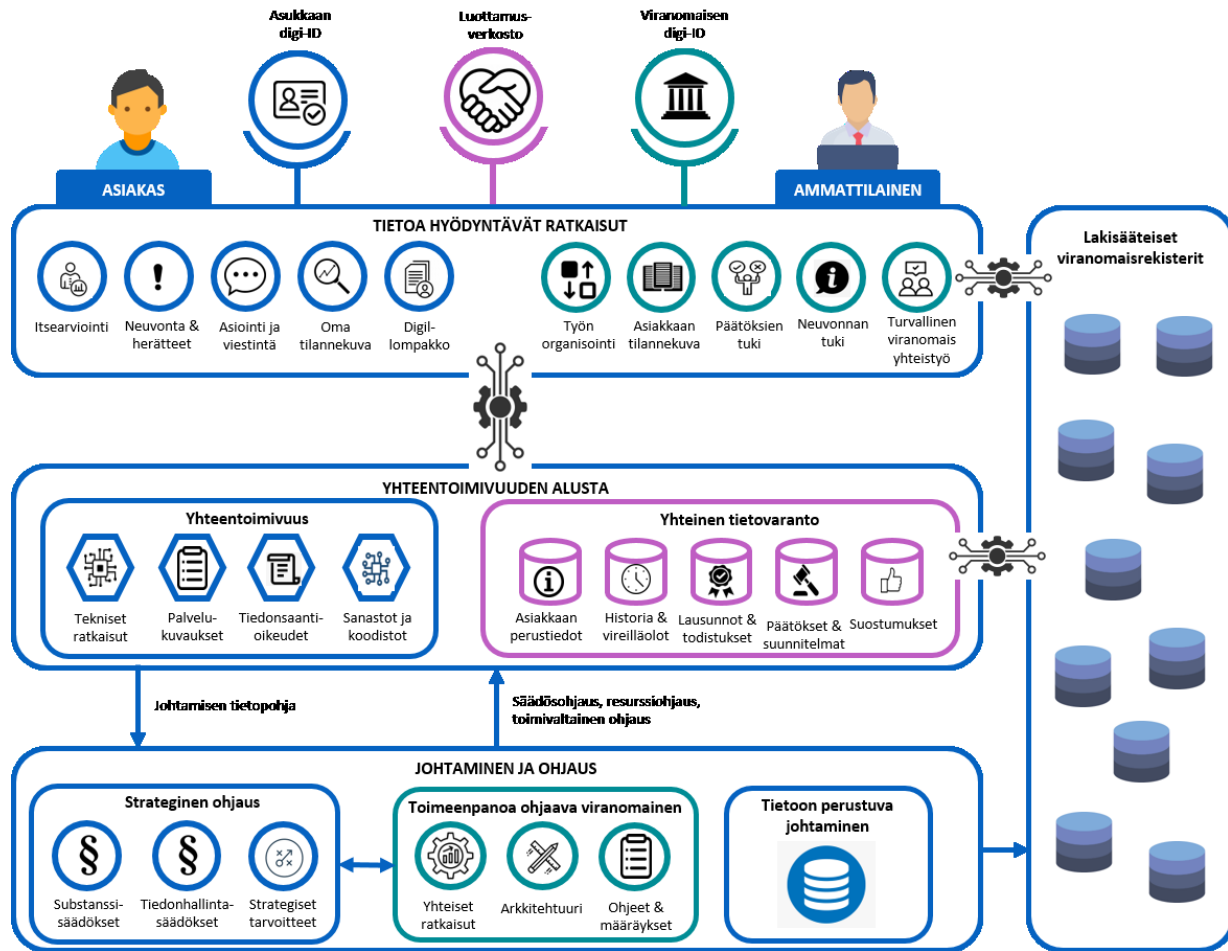 Asukkaan
digi-ID
Luottamus-
verkosto
Viranomaisen
digi-ID
ASIAKAS
AMMATTILAINEN
TIETOA HYÖDYNTÄVÄT RATKAISUT
Itsearviointi
Neuvonta &
herätteet
Asiointi ja
viestintä
Oma
tilannekuva
Digil-
lompakko
Työn
organisointi
Asiakkaan
tilannekuva
Päätöksien
tuki
Neuvonnan
tuki
Turvallinen
viranomais
yhteistyö
Lakisääteiset
viranomaisrekisterit
YHTEENTOIMIVUUDEN ALUSTA
Yhteentoimivuus
Tekniset
ratkaisut
Palvelu-
kuvaukset
Tiedonsaanti-
oikeudet
Sanastot ja
koodistot
Yhteinen tietovaranto
Asiakkaan
perustiedot
Historia &
vireilläolot
Lausunnot &
todistukset
Päätökset &
suunnitelmat
Suostumukset
Johtamisen tietopohja
Säädösohjaus, resurssiohjaus,
toimivaltainen ohjaus
JOHTAMINEN JA OHJAUS
Strateginen ohjaus
§
Substanssi-
säädökset
§
Tiedonhallinta-
säädökset
Strategiset
tarvoitteet
Toimeenpanoa ohjaava viranomainen
Yhteiset
ratkaisut
Arkkitehtuuri
Ohjeet &
määräykset
Tietoon perustuva
johtaminen